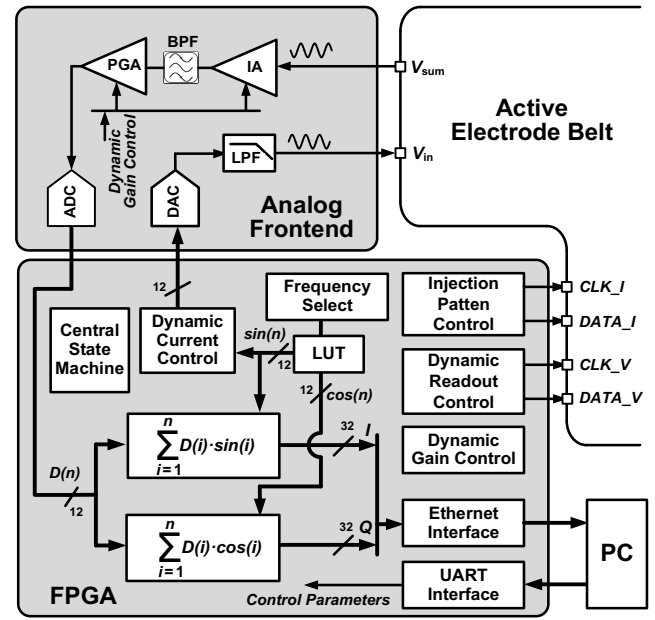 BPF
PGA
IA
V_sum
Active
Electrode Belt
Dynamic
Gain Control
LPF
V_in
ADC
DAC
Analog
Frontend
12
Frequency
Select
Injection
Patten
Control
CLK_I
DATA_I
Central
State
Machine
Dynamic
Current
Control
sin(n)
12
LUT
12
cos(n)
Dynamic
Readout
Control
CLK_V
DATA_V
n
∑ D(i)·sin(i)
i=1
32
I
Dynamic
Gain Control
D(n)
12
n
∑ D(i)·cos(i)
i=1
32
Q
Ethernet
Interface
PC
UART
Interface
FPGA
Control Parameters